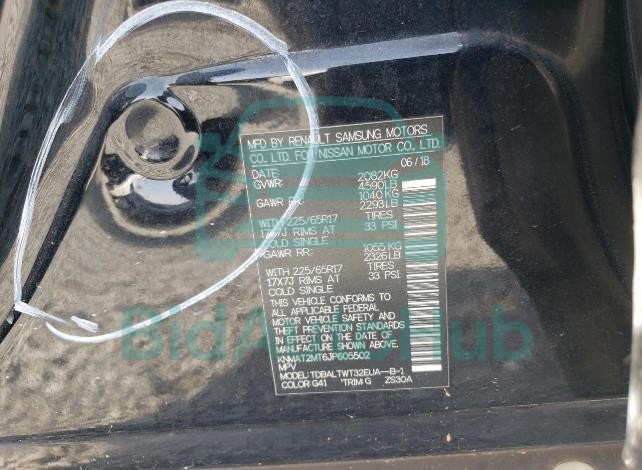 MFD BY RENAULT SAMSUNG MOTORS
CO., LTD. FOR NISSAN MOTOR CO., LTD.
DATE: 06/18
GVWR: 2082KG
4590LB
GAWR FR: 1040KG
2293LB
WITH 225/65R17 TIRES
17X7J RIMS AT 33 PSI
COLD SINGLE
GAWR RR: 1055KG
2326LB
WITH 225/65R17 TIRES
17X7J RIMS AT 33 PSI
COLD SINGLE
THIS VEHICLE CONFORMS TO
ALL APPLICABLE FEDERAL
MOTOR VEHICLE SAFETY AND
THEFT PREVENTION STANDARDS
IN EFFECT ON THE DATE OF
MANUFACTURE SHOWN ABOVE.
KNMAT2MT6JP605502
MPV
MODEL: TDBALTWT32EUA--B-1
COLOR: G41 TRIM: G ZS30A
BidAutoHub